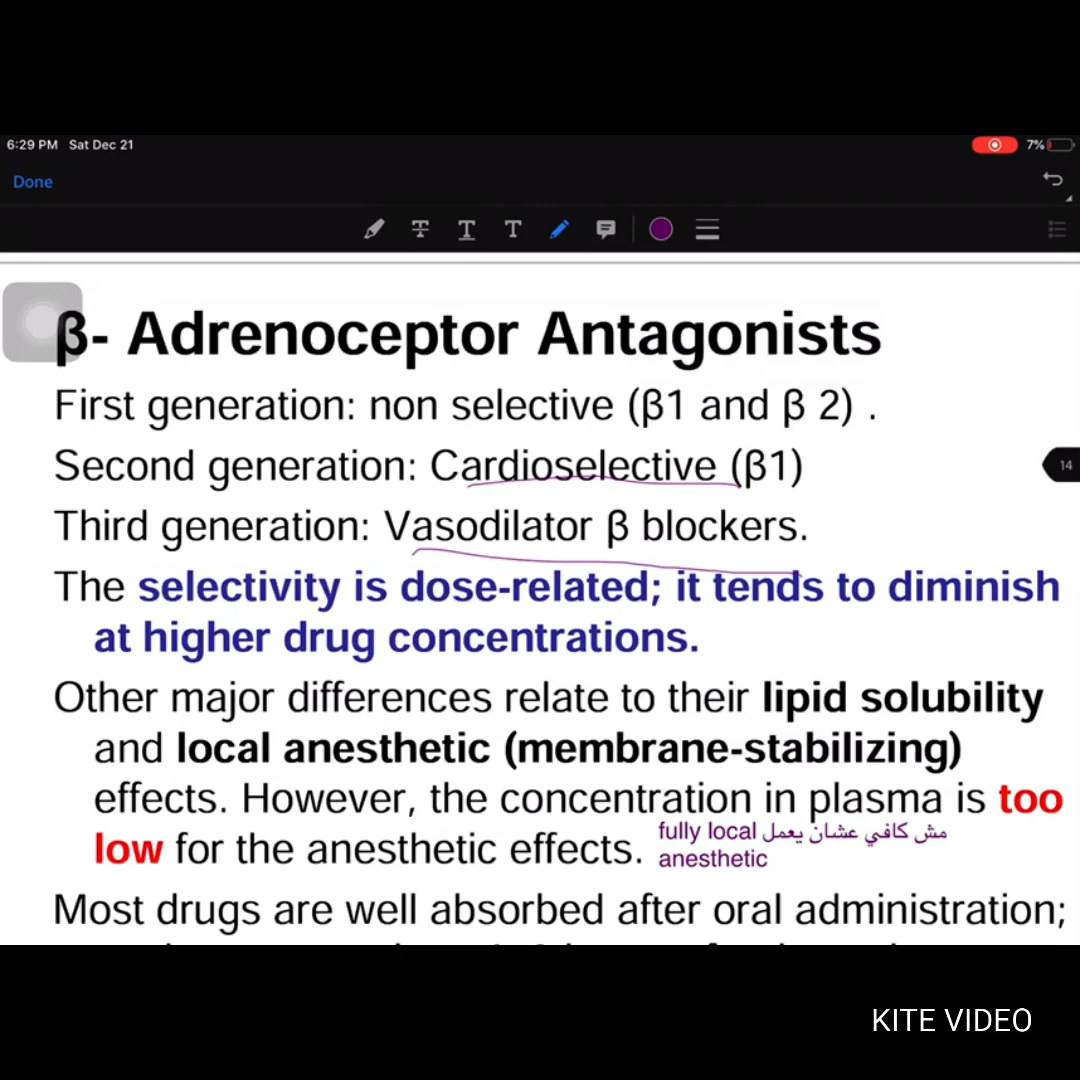 6:29 PM Sat Dec 21
7%
Done
β- Adrenoceptor Antagonists
First generation: non selective (β1 and β 2) .
Second generation: Cardioselective (β1)
14
Third generation: Vasodilator β blockers.
The selectivity is dose-related; it tends to diminish
at higher drug concentrations.
Other major differences relate to their lipid solubility
and local anesthetic (membrane-stabilizing)
effects. However, the concentration in plasma is too
low for the anesthetic effects.
مش كافي عشان يعمل fully local
anesthetic
Most drugs are well absorbed after oral administration;
KITE VIDEO